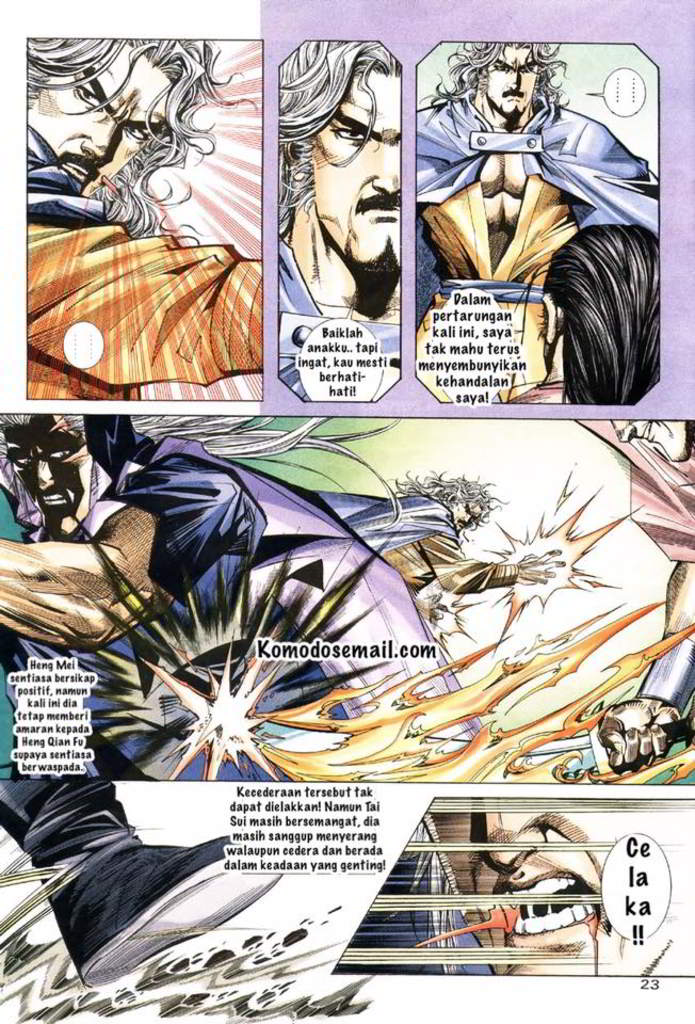 Baiklah
anakku.. tapi
ingat, kau mesti
berhati-
hati!
Dalam
pertarungan
kali ini, saya
tak mahu terus
menyembunyikan
kehandalan
saya!
Komodosemail.com
Heng Mei
sentiasa bersikap
positif, namun
kali ini dia
tetap memberi
amaran kepada
Heng Qian Fu
supaya sentiasa
berwaspada.
Kecederaan tersebut tak
dapat dielakkan! Namun Tai
Sui masih bersemangat, dia
masih sanggup menyerang
walaupun cedera dan berada
dalam keadaan yang genting!
Ce
la
ka
!!
23